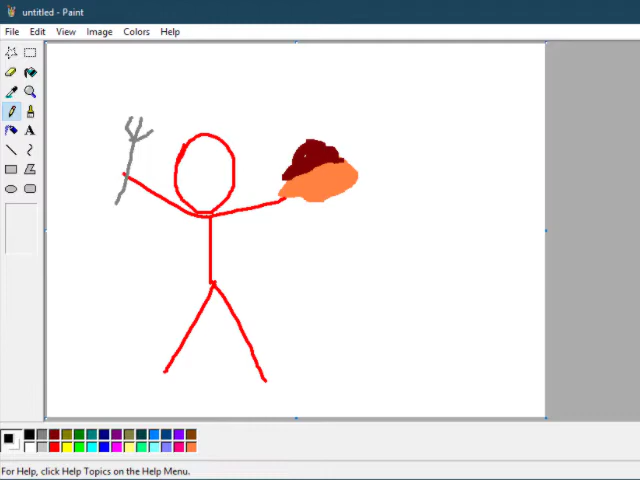 untitled - Paint
File Edit View Image Colors Help
A
For Help, click Help Topics on the Help Menu.